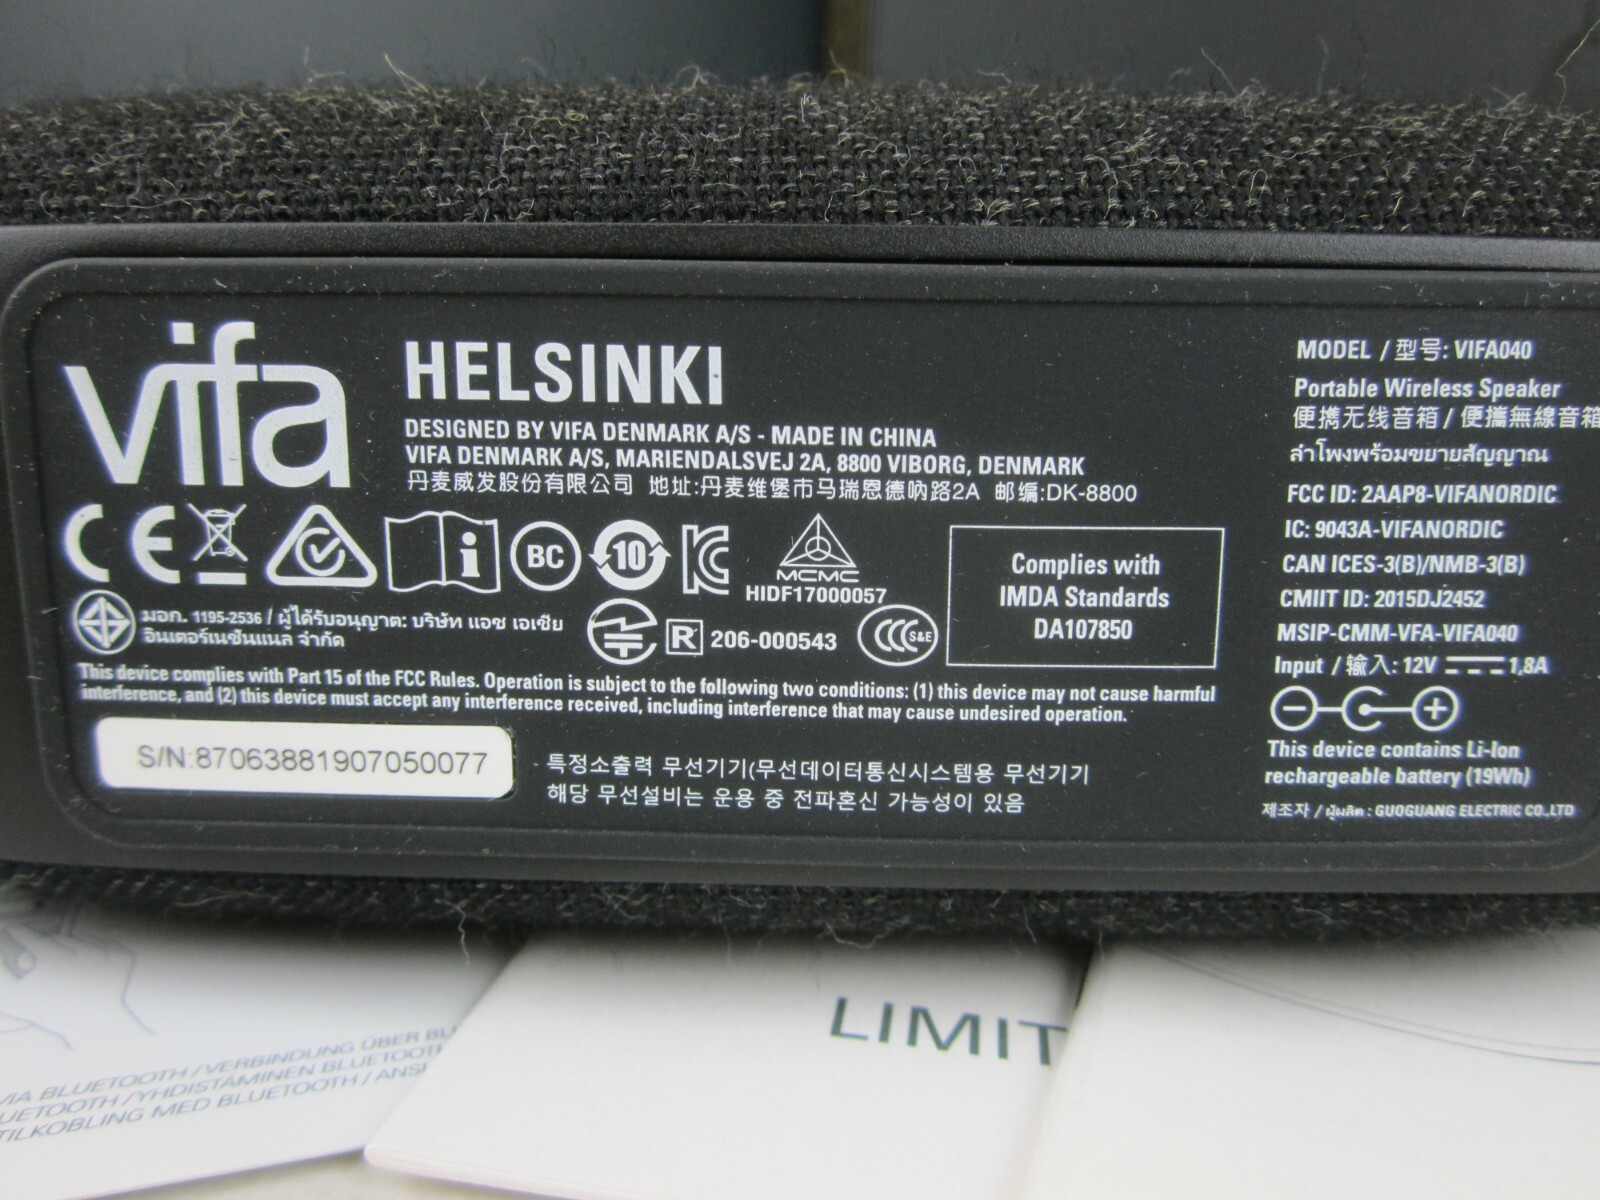 vifa
HELSINKI
DESIGNED BY VIFA DENMARK A/S - MADE IN CHINA
VIFA DENMARK A/S, MARIENDALSVEJ 2A, 8800 VIBORG, DENMARK
丹麦威发股份有限公司 地址:丹麦维堡市马瑞恩德呐路2A 邮编:DK-8800
CE
i
BC
10
MCMC
HIDF17000057
มอก. 1195-2536 / ผู้ได้รับอนุญาต: บริษัท แอช เอเซีย
อินเตอร์เนชันแนล จำกัด
R 206-000543
S&E
Complies with
IMDA Standards
DA107850
This device complies with Part 15 of the FCC Rules. Operation is subject to the following two conditions: (1) this device may not cause harmful
interference, and (2) this device must accept any interference received, including interference that may cause undesired operation.
S/N:87063881907050077
특정소출력 무선기기(무선데이터통신시스템용 무선기기
해당 무선설비는 운용 중 전파혼신 가능성이 있음
MODEL / 型号: VIFA040
Portable Wireless Speaker
便携无线音箱 / 便攜無線音箱
ลำโพงพร้อมขยายสัญญาณ
FCC ID: 2AAP8-VIFANORDIC
IC: 9043A-VIFANORDIC
CAN ICES-3(B)/NMB-3(B)
CMIIT ID: 2015DJ2452
MSIP-CMM-VFA-VIFA040
Input / 输入: 12V 1,8A
This device contains Li-Ion
rechargeable battery (19Wh)
제조자 / ผู้ผลิต : GUOGUANG ELECTRIC CO.,LTD
VIA BLUETOOTH / VERBINDUNG ÜBER BLU
BLUETOOTH / YHDISTÄMINEN BLUETOOTH
TILKOBLING MED BLUETOOTH / ANSL
LIMIT